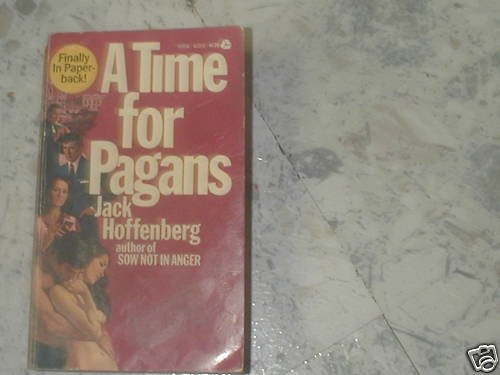 Finally
In Paper-
back!
A Time
for
Pagans
Jack
Hoffenberg
author of
SOW NOT IN ANGER